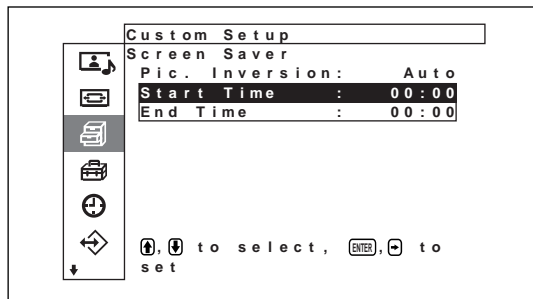 Custom Setup
Screen Saver
Pic. Inversion: Auto
Start Time : 00:00
End Time : 00:00
, to select, ENTER, to
set